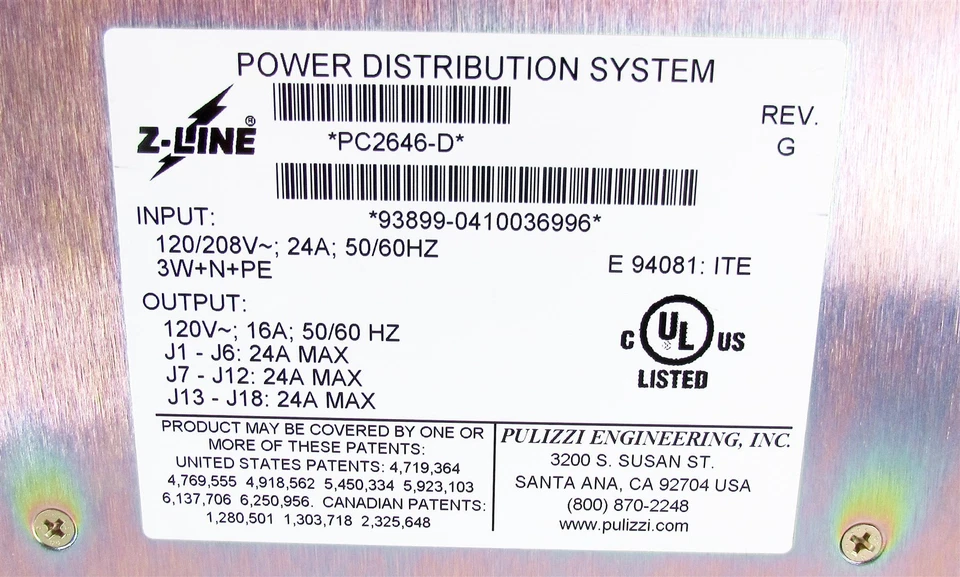 POWER DISTRIBUTION SYSTEM
Z-LINE®
*PC2646-D*
REV.
G
*93899-0410036996*
INPUT:
120/208V~; 24A; 50/60HZ
3W+N+PE
E 94081: ITE
OUTPUT:
120V~; 16A; 50/60 HZ
J1 - J6: 24A MAX
J7 - J12: 24A MAX
J13 - J18: 24A MAX
C UL US
LISTED
PRODUCT MAY BE COVERED BY ONE OR
MORE OF THESE PATENTS:
UNITED STATES PATENTS: 4,719,364
4,769,555 4,918,562 5,450,334 5,923,103
6,137,706 6,250,956. CANADIAN PATENTS:
1,280,501 1,303,718 2,325,648
PULIZZI ENGINEERING, INC.
3200 S. SUSAN ST.
SANTA ANA, CA 92704 USA
(800) 870-2248
www.pulizzi.com